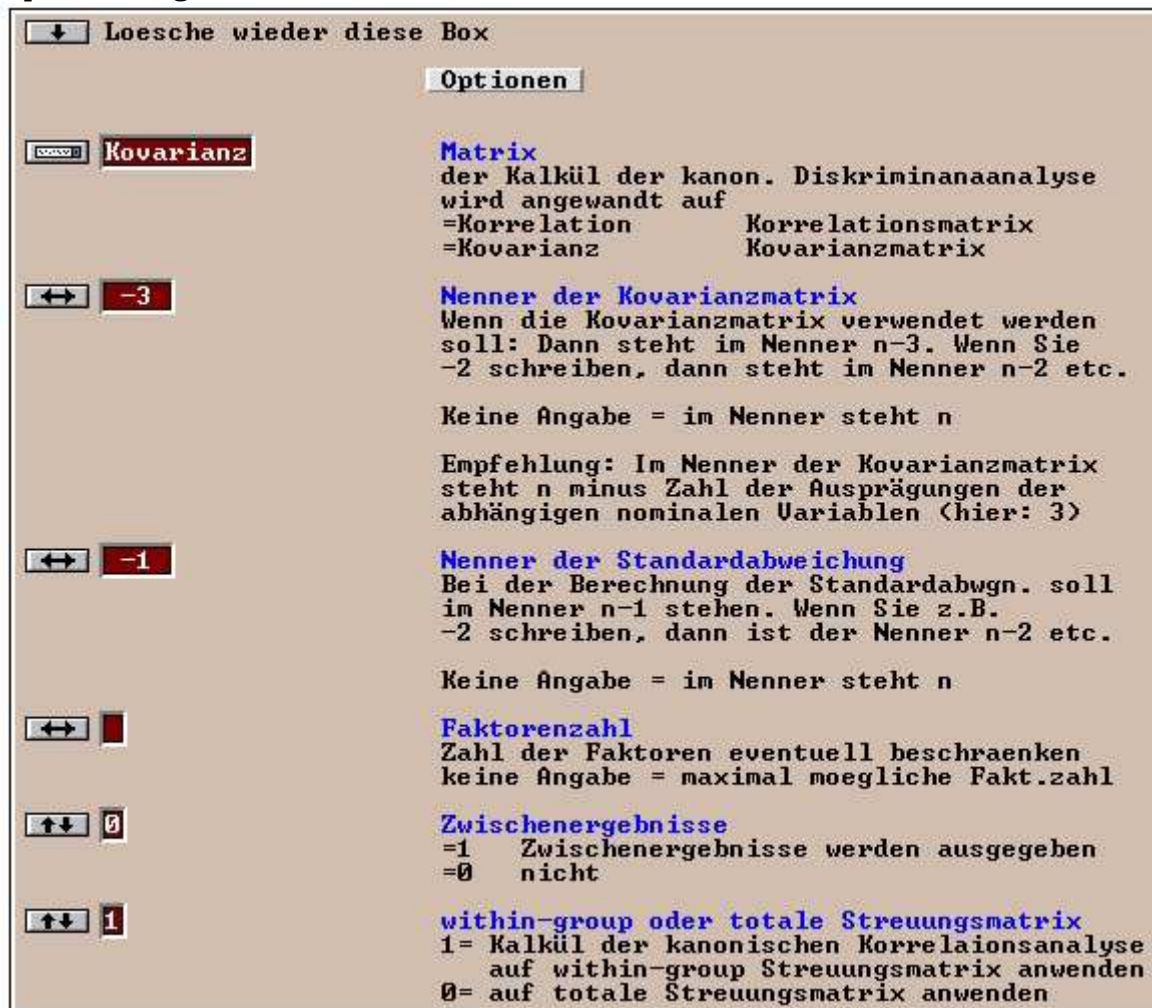 Loesche wieder diese Box
Optionen
Kovarianz
Matrix
der Kalkül der kanon. Diskriminanaanalyse
wird angewandt auf
=Korrelation Korrelationsmatrix
=Kovarianz Kovarianzmatrix
-3
Nenner der Kovarianzmatrix
Wenn die Kovarianzmatrix verwendet werden
soll: Dann steht im Nenner n-3. Wenn Sie
-2 schreiben, dann steht im Nenner n-2 etc.
Keine Angabe = im Nenner steht n
Empfehlung: Im Nenner der Kovarianzmatrix
steht n minus Zahl der Ausprägungen der
abhängigen nominalen Variablen (hier: 3)
-1
Nenner der Standardabweichung
Bei der Berechnung der Standardabwgn. soll
im Nenner n-1 stehen. Wenn Sie z.B.
-2 schreiben, dann ist der Nenner n-2 etc.
Keine Angabe = im Nenner steht n
Faktorenzahl
Zahl der Faktoren eventuell beschraenken
keine Angabe = maximal moegliche Fakt.zahl
0
Zwischenergebnisse
=1 Zwischenergebnisse werden ausgegeben
=0 nicht
1
within-group oder totale Streuungsmatrix
1= Kalkül der kanonischen Korrelaionsanalyse
auf within-group Streuungsmatrix anwenden
0= auf totale Streuungsmatrix anwenden